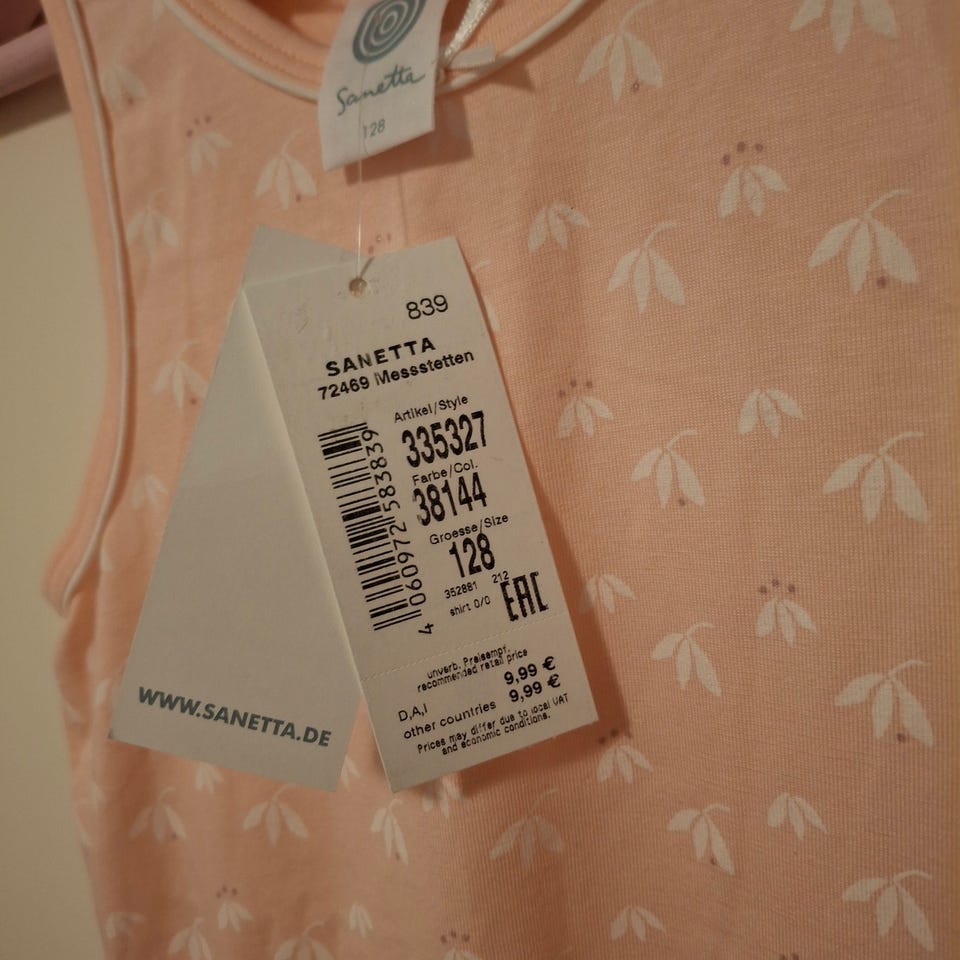 Sanetta
128
839
SANETTA
72469 Messstetten
Artikel/Style
335327
Farbe/Col.
38144
Groesse/Size
128
352881 212
shirt 0/0
EAC
4 060972 583839
unverb. Preisempf.
recommended retail price
D,A,I 9,99 €
other countries 9,99 €
Prices may differ due to local VAT
and economic conditions.
WWW.SANETTA.DE